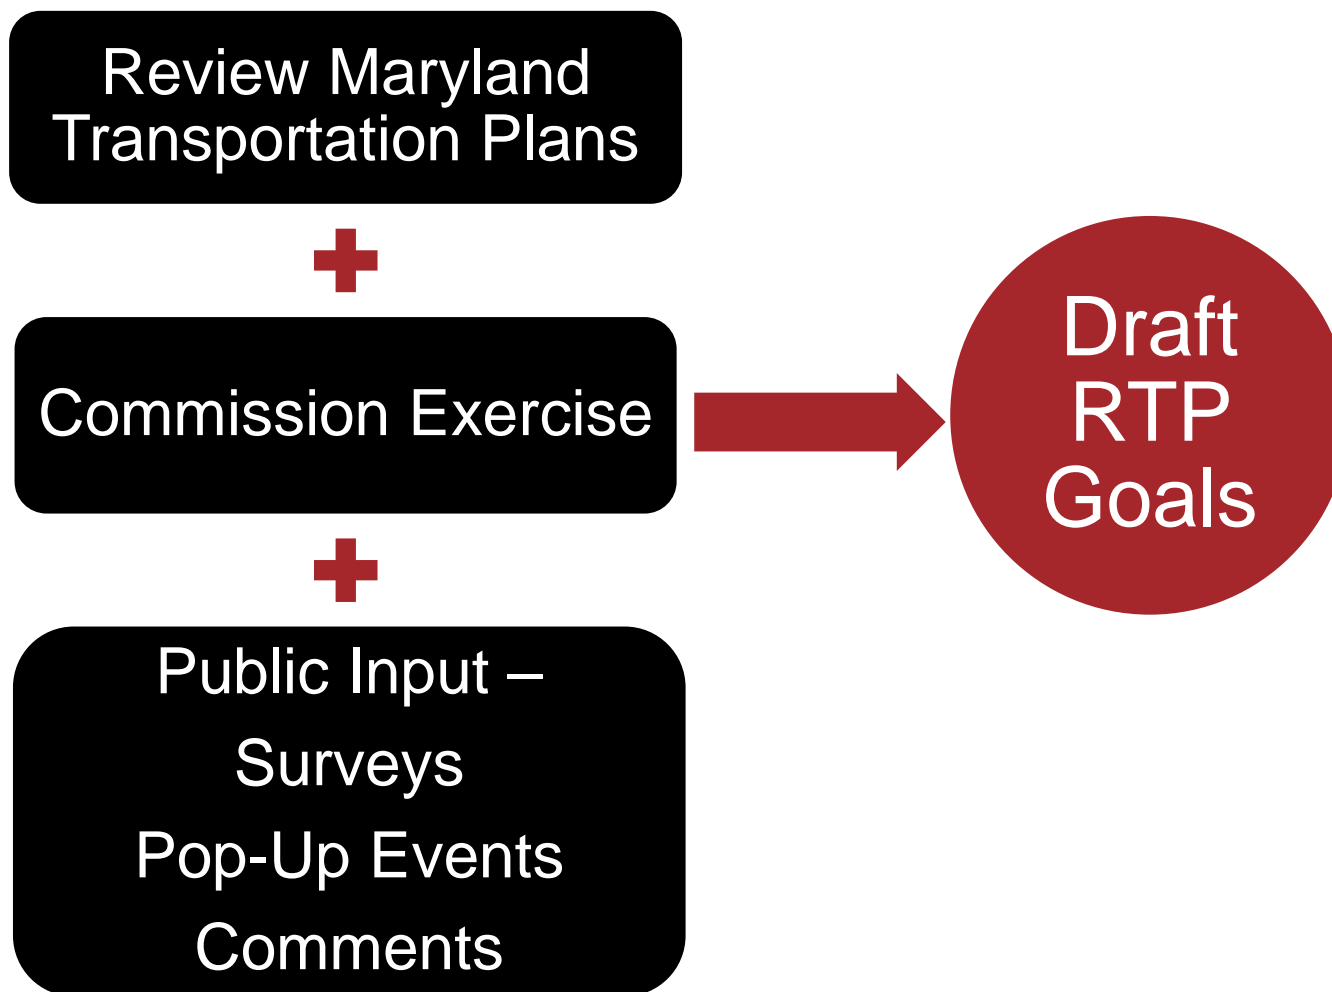 Review Maryland
Transportation Plans
Commission Exercise
Public Input –
Surveys
Pop-Up Events
Comments
Draft
RTP
Goals